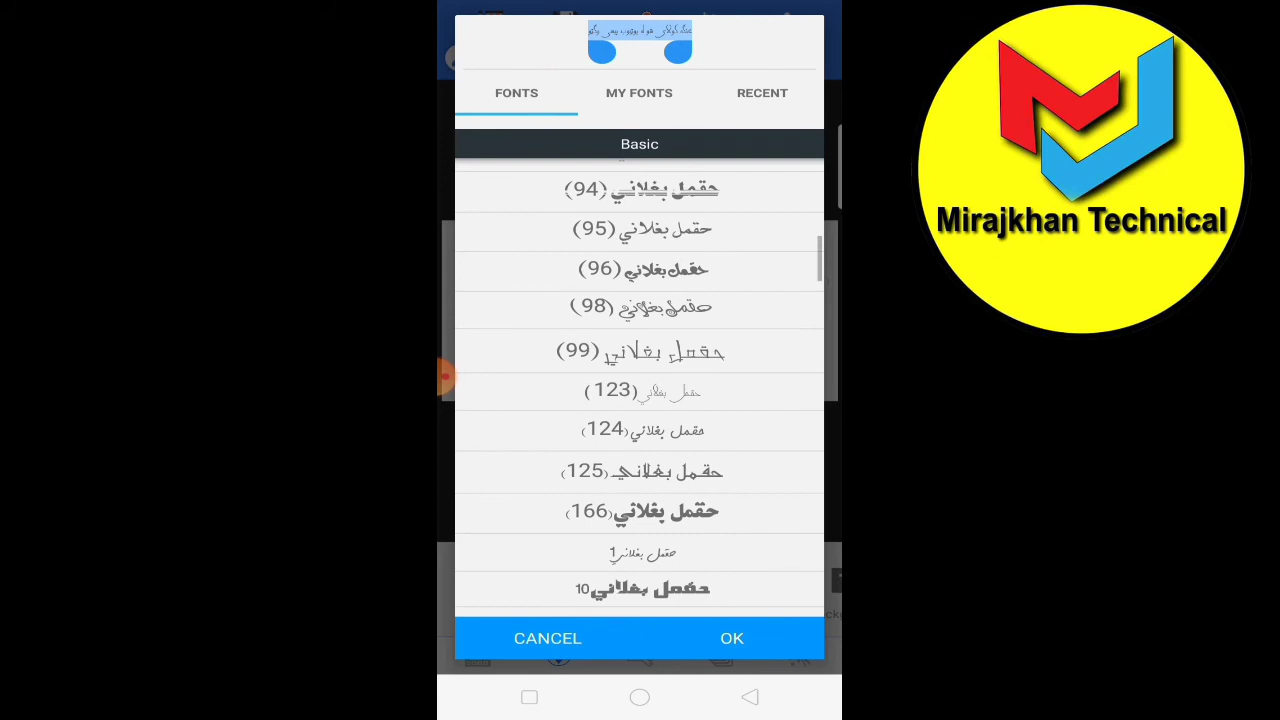 FONTS MY FONTS RECENT
Basic
حقمل بغلاني (94)
حقمل بغلاني (95)
حقمل بغلاني (96)
حقمل بغلاني (98)
حقمل بغلاني (99)
حقمل بغلاني (123)
حقمل بغلاني (124)
حقمل بغلاني (125)
حقمل بغلاني (166)
حقمل بغلاني 1
حقمل بغلاني 10
CANCEL OK
Mirajkhan Technical